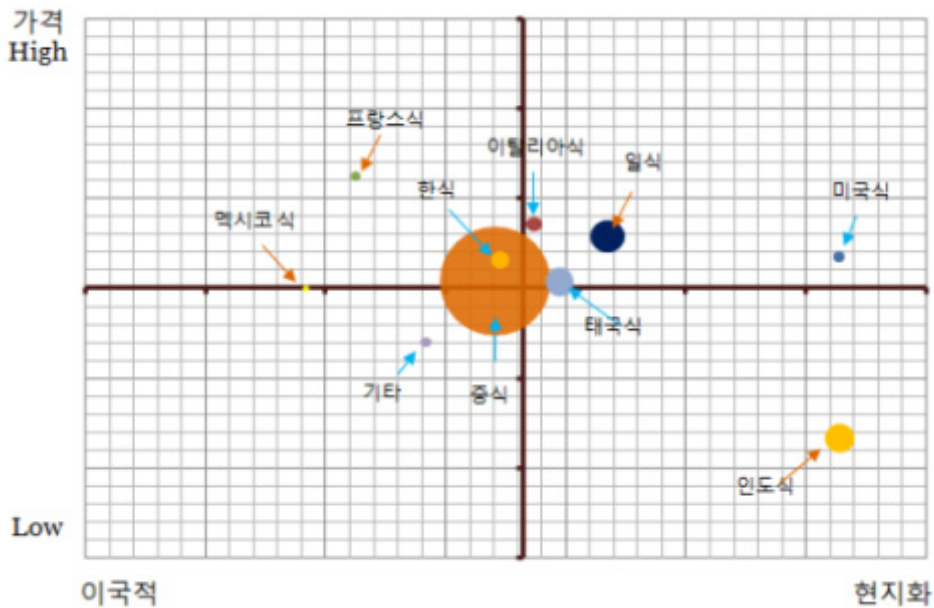 가격
High
프랑스식
이탈리아식
일식
한식
미국식
멕시코 식
태국식
기타
중식
인도식
Low
이국적
현지화